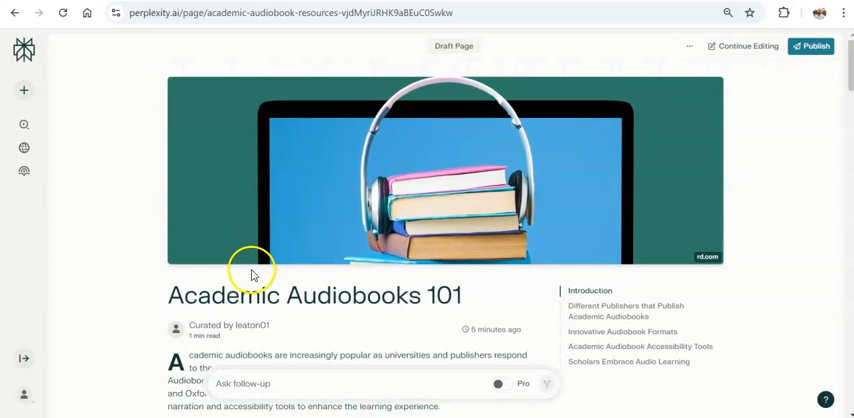 perplexity.ai/page/academic-audiobook-resources-vjdMyriJRHK9aBEuC0Swkw
Draft Page
Continue Editing
Publish
rd.com
Academic Audiobooks 101
Curated by leaton01
1 min read
5 minutes ago
Academic audiobooks are increasingly popular as universities and publishers respond
to the
Audiobo
and Oxfo
narration and accessibility tools to enhance the learning experience.
Introduction
Different Publishers that Publish
Academic Audiobooks
Innovative Audiobook Formats
Academic Audiobook Accessibility Tools
Scholars Embrace Audio Learning
Ask follow-up
Pro
?